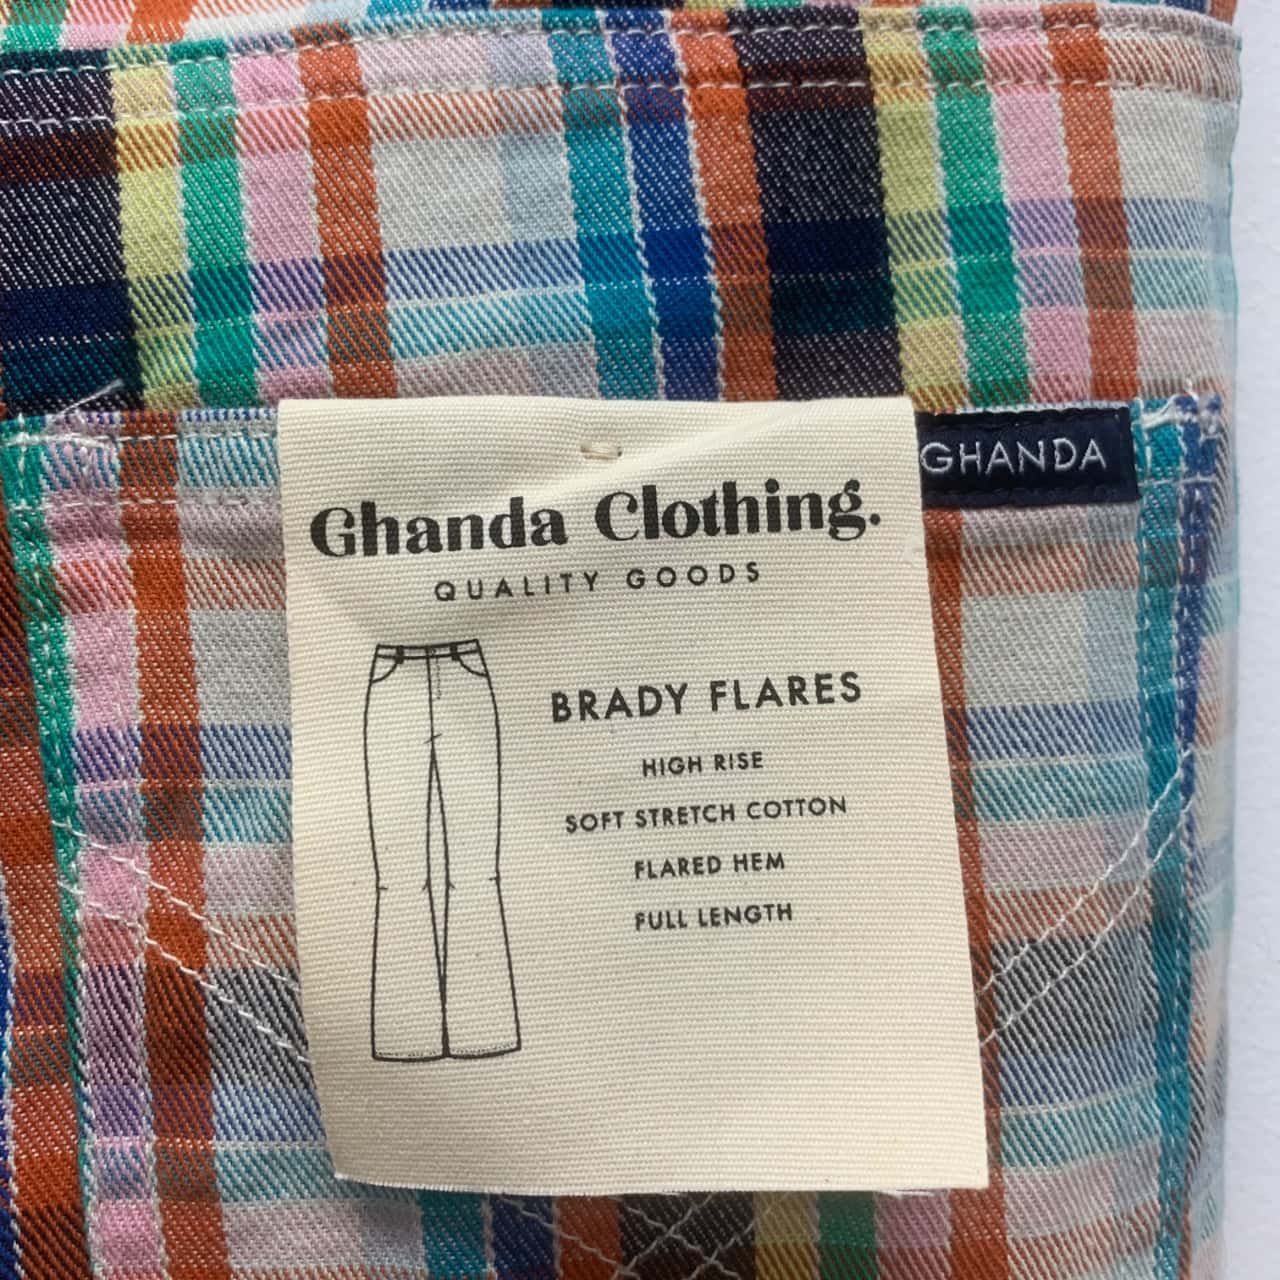 GHANDA
Ghanda Clothing.
QUALITY GOODS
BRADY FLARES
HIGH RISE
SOFT STRETCH COTTON
FLARED HEM
FULL LENGTH